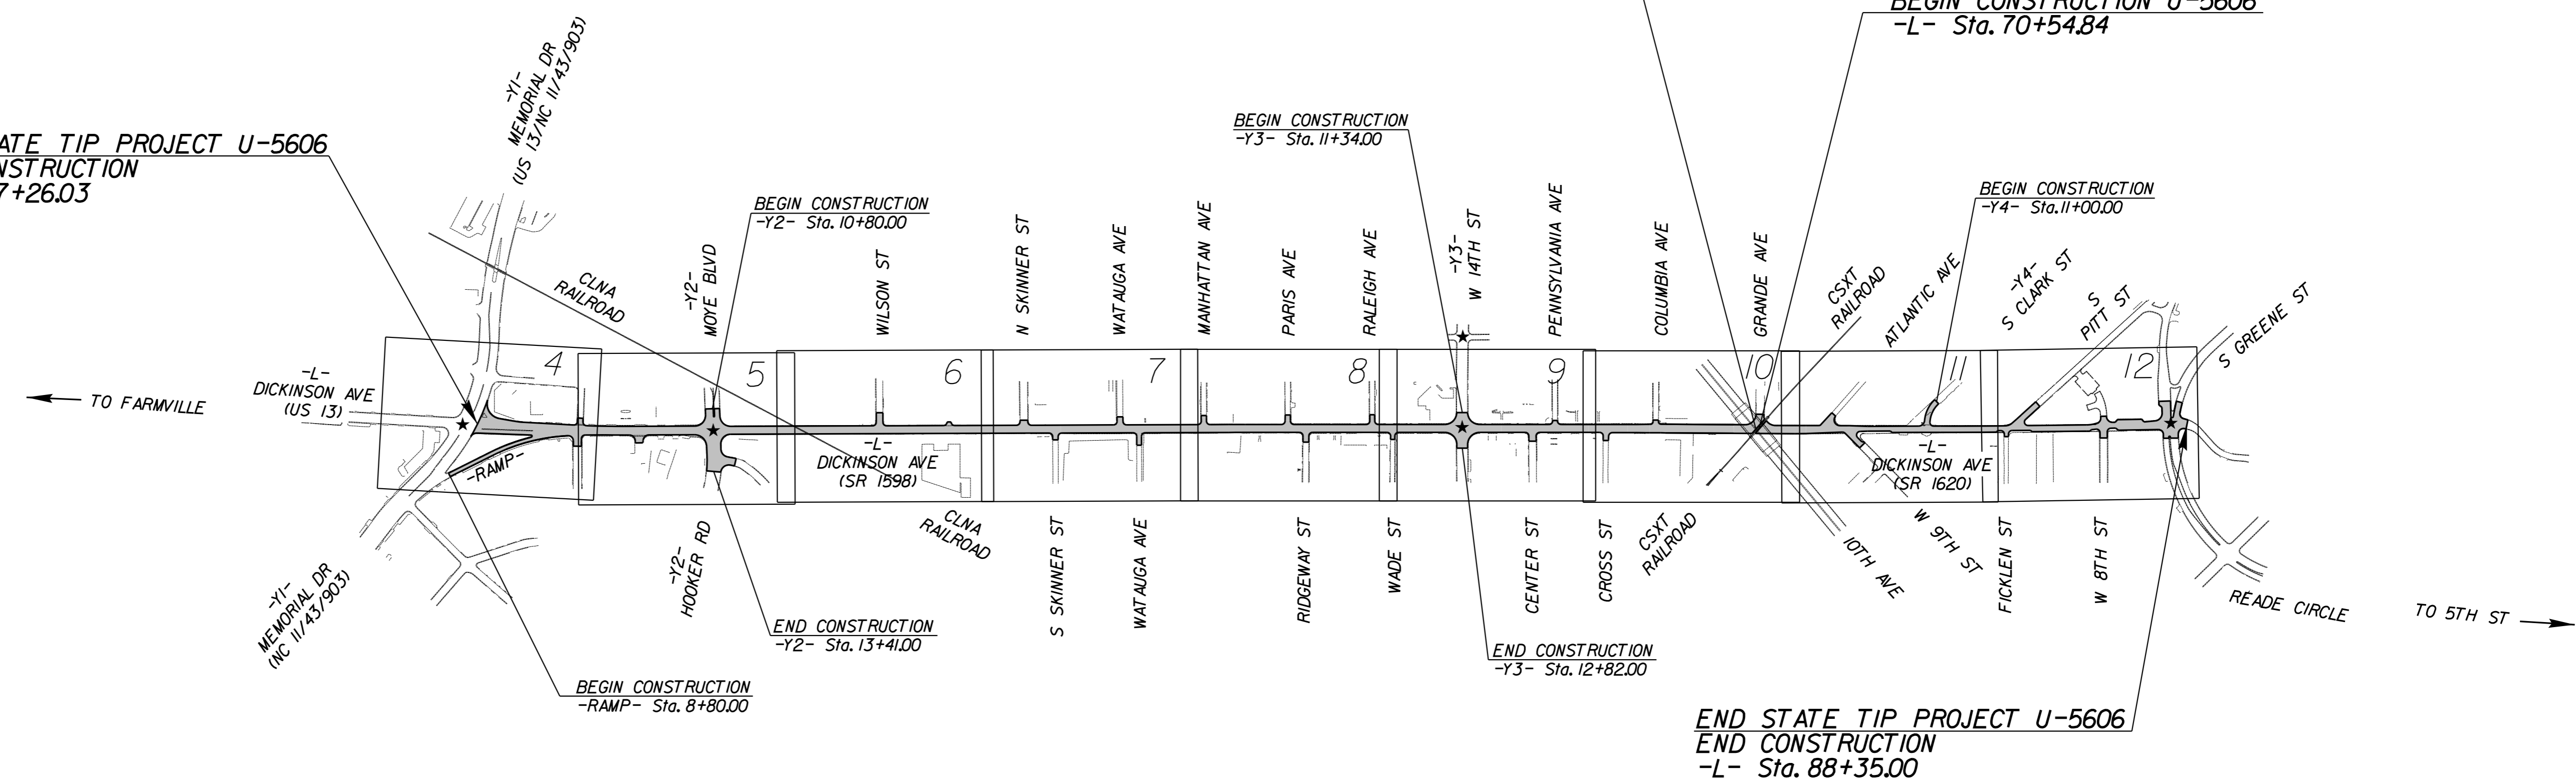 BEGIN CONSTRUCTION U-5606
-L- Sta. 70+54.84
-Y1-
MEMORIAL DR
(US 13/NC 11/43/903)
ATE TIP PROJECT U-5606
NSTRUCTION
7+26.03
BEGIN CONSTRUCTION
-Y3- Sta. 11+34.00
BEGIN CONSTRUCTION
-Y2- Sta. 10+80.00
BEGIN CONSTRUCTION
-Y4- Sta. 11+00.00
CLNA
RAILROAD
-Y2-
MOYE BLVD
WILSON ST
N SKINNER ST
WATAUGA AVE
MANHATTAN AVE
PARIS AVE
RALEIGH AVE
-Y3-
W 14TH ST
PENNSYLVANIA AVE
COLUMBIA AVE
GRANDE AVE
CSXT
RAILROAD
ATLANTIC AVE
-Y4-
S CLARK ST
S
PITT ST
S GREENE ST
4
5
6
7
8
9
10
11
12
TO FARMVILLE
-L-
DICKINSON AVE
(US 13)
-RAMP-
-L-
DICKINSON AVE
(SR 1598)
-L-
DICKINSON AVE
(SR 1620)
-Y1-
MEMORIAL DR
(NC 11/43/903)
-Y2-
HOOKER RD
CLNA
RAILROAD
S SKINNER ST
WATAUGA AVE
RIDGEWAY ST
WADE ST
CENTER ST
CROSS ST
CSXT
RAILROAD
10TH AVE
W 9TH ST
FICKLEN ST
W 8TH ST
READE CIRCLE
TO 5TH ST
END CONSTRUCTION
-Y2- Sta. 13+41.00
END CONSTRUCTION
-Y3- Sta. 12+82.00
BEGIN CONSTRUCTION
-RAMP- Sta. 8+80.00
END STATE TIP PROJECT U-5606
END CONSTRUCTION
-L- Sta. 88+35.00